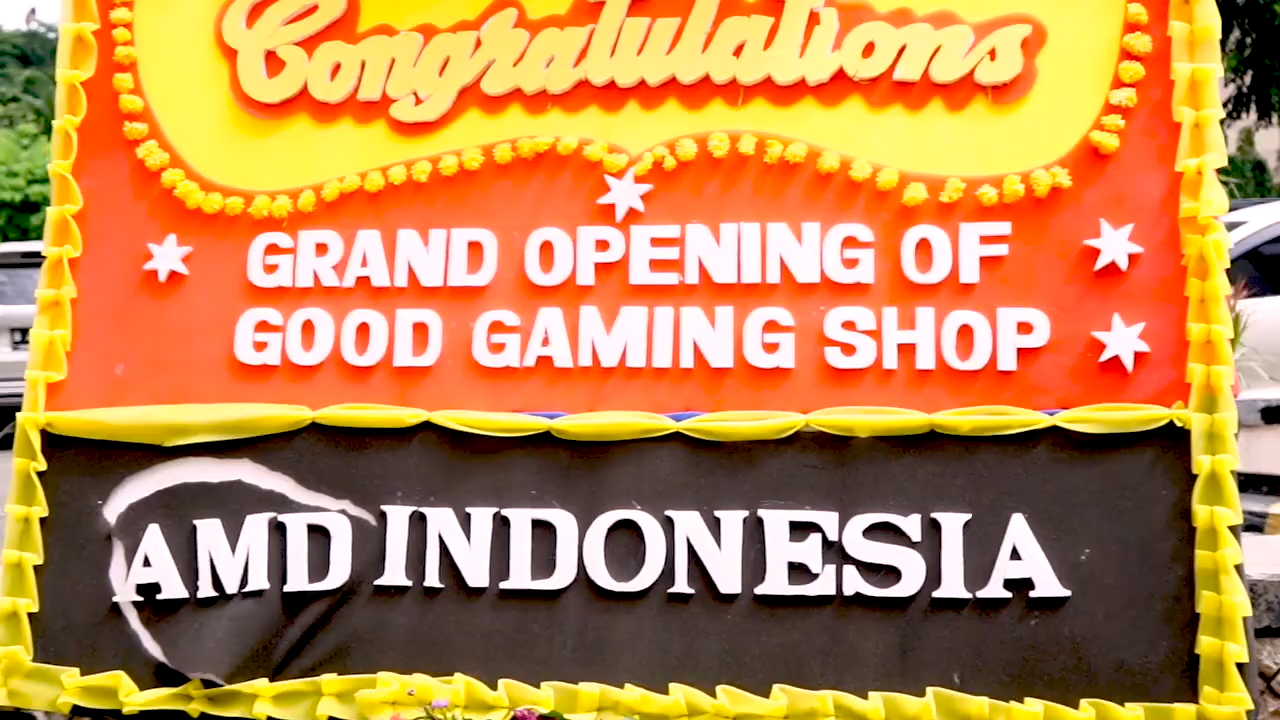 Congratulations
GRAND OPENING OF
GOOD GAMING SHOP
AMD INDONESIA